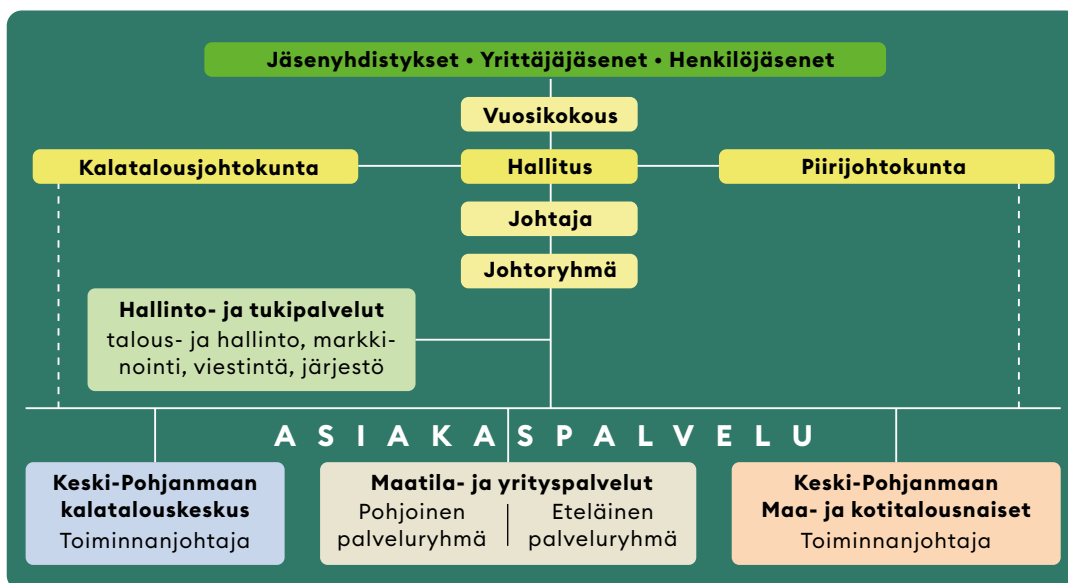 Jäsenyhdistykset • Yrittäjäjäsenet • Henkilöjäsenet
Vuosikokous
Kalatalousjohtokunta
Hallitus
Piirijohtokunta
Johtaja
Johtoryhmä
Hallinto- ja tukipalvelut
talous- ja hallinto, markki-
nointi, viestintä, järjestö
ASIAKASPALVELU
Keski-Pohjanmaan
kalatalouskeskus
Toiminnanjohtaja
Maatila- ja yrityspalvelut
Pohjoinen
palveluryhmä
Eteläinen
palveluryhmä
Keski-Pohjanmaan
Maa- ja kotitalousnaiset
Toiminnanjohtaja